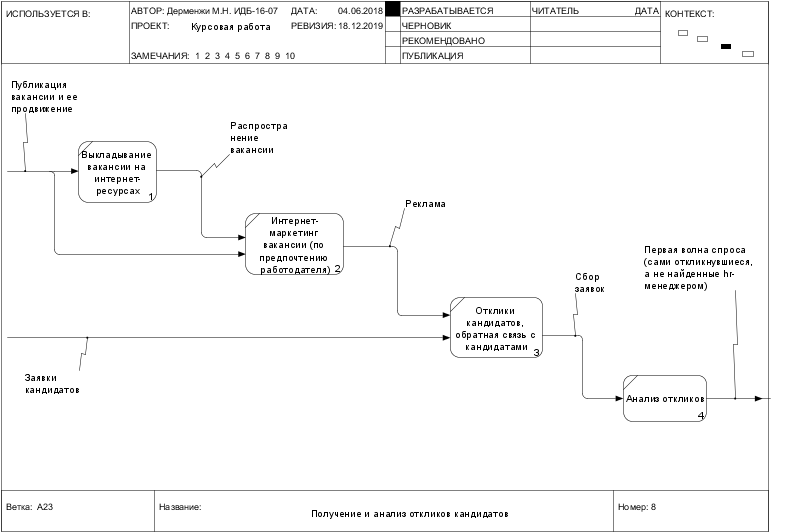 ИСПОЛЬЗУЕТСЯ В:
АВТОР: Дерменжи М.Н. ИДБ-16-07
ДАТА: 04.06.2018
РАЗРАБАТЫВАЕТСЯ
ЧИТАТЕЛЬ
ДАТА
КОНТЕКСТ:
ПРОЕКТ: Курсовая работа
РЕВИЗИЯ: 18.12.2019
ЧЕРНОВИК
РЕКОМЕНДОВАНО
ЗАМЕЧАНИЯ: 1 2 3 4 5 6 7 8 9 10
ПУБЛИКАЦИЯ
Публикация
вакансии и ее
продвижение
Выкладывание
вакансии на
интернет-
ресурсах
1
Распростра
нение
вакансии
Интернет-
маркетинг
вакансии (по
предпочтению
работодателя)
2
Реклама
Отклики
кандидатов,
обратная связь с
кандидатами
3
Сбор
заявок
Первая волна спроса
(сами откликнувшиеся,
а не найденные hr-
менеджером)
Заявки
кандидатов
Анализ откликов
4
Ветка: A23
Название:
Получение и анализ откликов кандидатов
Номер: 8